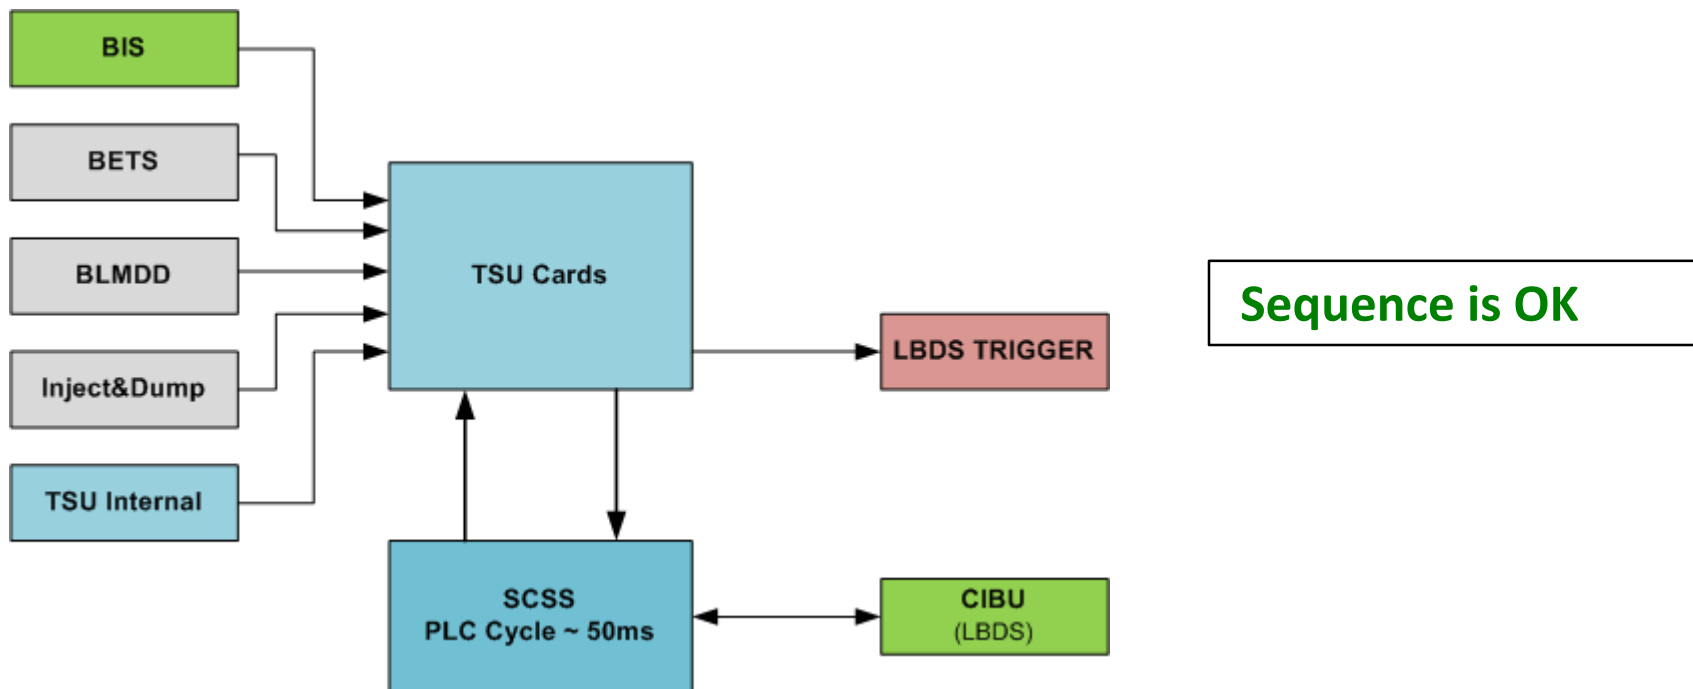 BIS
BETS
BLMDD
Inject&Dump
TSU Internal
TSU Cards
LBDS TRIGGER
SCSS
PLC Cycle ~ 50ms
CIBU
(LBDS)
Sequence is OK